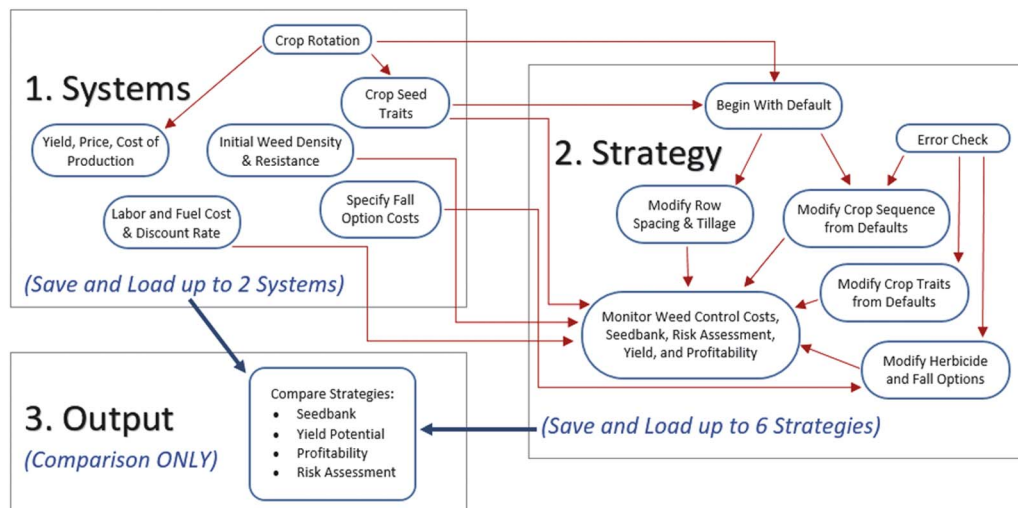 1. Systems
Crop Rotation
Crop Seed
Traits
Yield, Price, Cost of
Production
Initial Weed Density
& Resistance
Specify Fall
Option Costs
Labor and Fuel Cost
& Discount Rate
(Save and Load up to 2 Systems)
2. Strategy
Begin With Default
Error Check
Modify Row
Spacing & Tillage
Modify Crop Sequence
from Defaults
Modify Crop Traits
from Defaults
Monitor Weed Control Costs,
Seedbank, Risk Assessment,
Yield, and Profitability
Modify Herbicide
and Fall Options
(Save and Load up to 6 Strategies)
3. Output
(Comparison ONLY)
Compare Strategies:
• Seedbank
• Yield Potential
• Profitability
• Risk Assessment